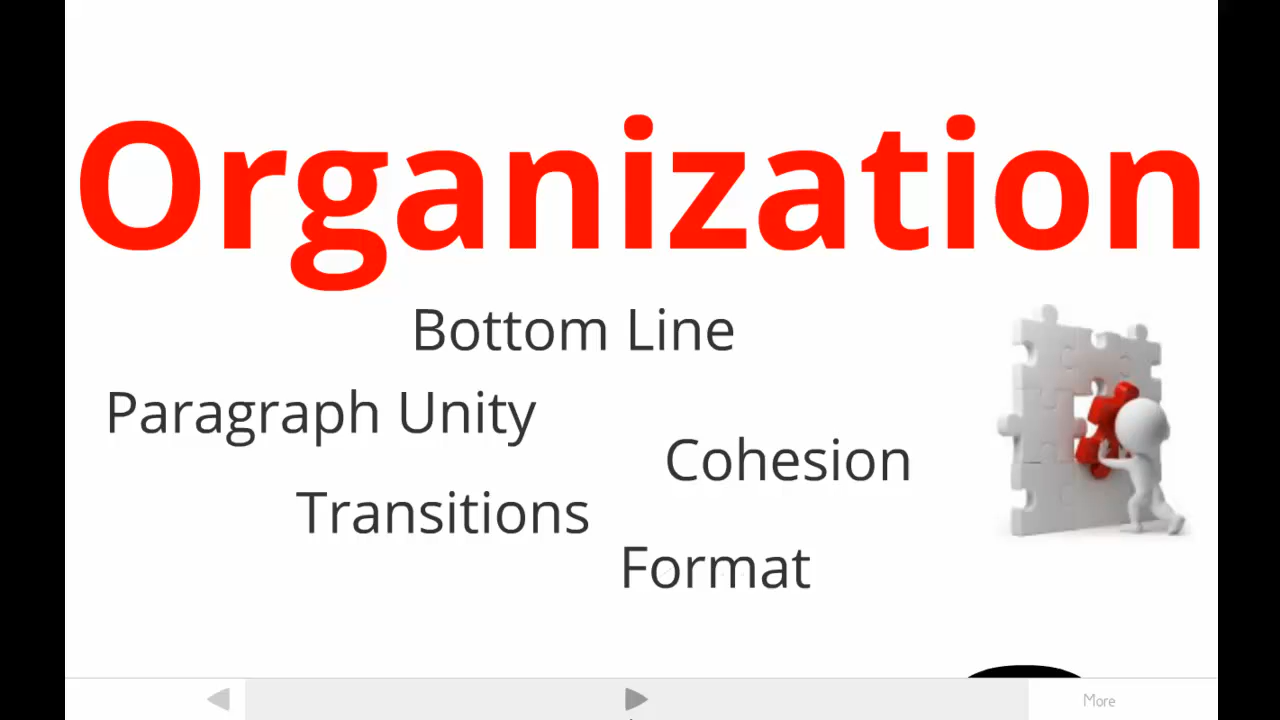 Organization
Bottom Line
Paragraph Unity
Cohesion
Transitions
Format
More